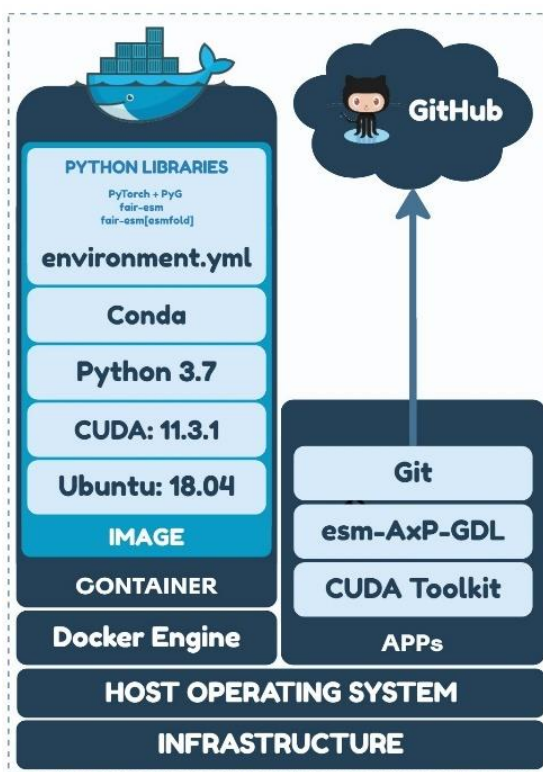 PYTHON LIBRARIES
PyTorch + PyG
fair-esm
fair-esm[esmfold]
environment.yml
Conda
Python 3.7
CUDA: 11.3.1
Ubuntu: 18.04
IMAGE
CONTAINER
Docker Engine
GitHub
Git
esm-AxP-GDL
CUDA Toolkit
APPs
HOST OPERATING SYSTEM
INFRASTRUCTURE